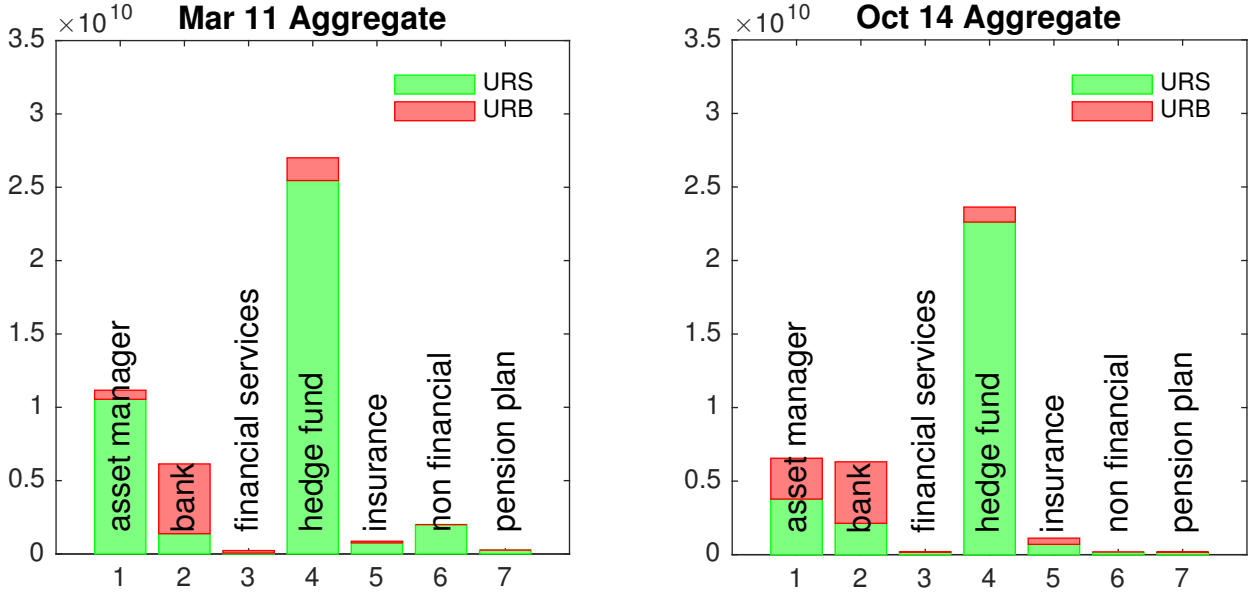 Mar 11 Aggregate
×10^10
3.5
3
2.5
2
1.5
1
0.5
0
URS
URB
asset manager
bank
financial services
hedge fund
insurance
non financial
pension plan
1 2 3 4 5 6 7
Oct 14 Aggregate
×10^10
3.5
3
2.5
2
1.5
1
0.5
0
URS
URB
asset manager
bank
financial services
hedge fund
insurance
non financial
pension plan
1 2 3 4 5 6 7